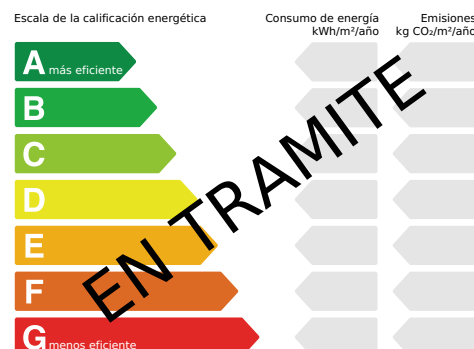 Escala de la calificación energética
Consumo de energía
kWh/m²/año
Emisiones
kg CO₂/m²/año
A más eficiente
B
C
D
E
F
G menos eficiente
EN TRAMITE